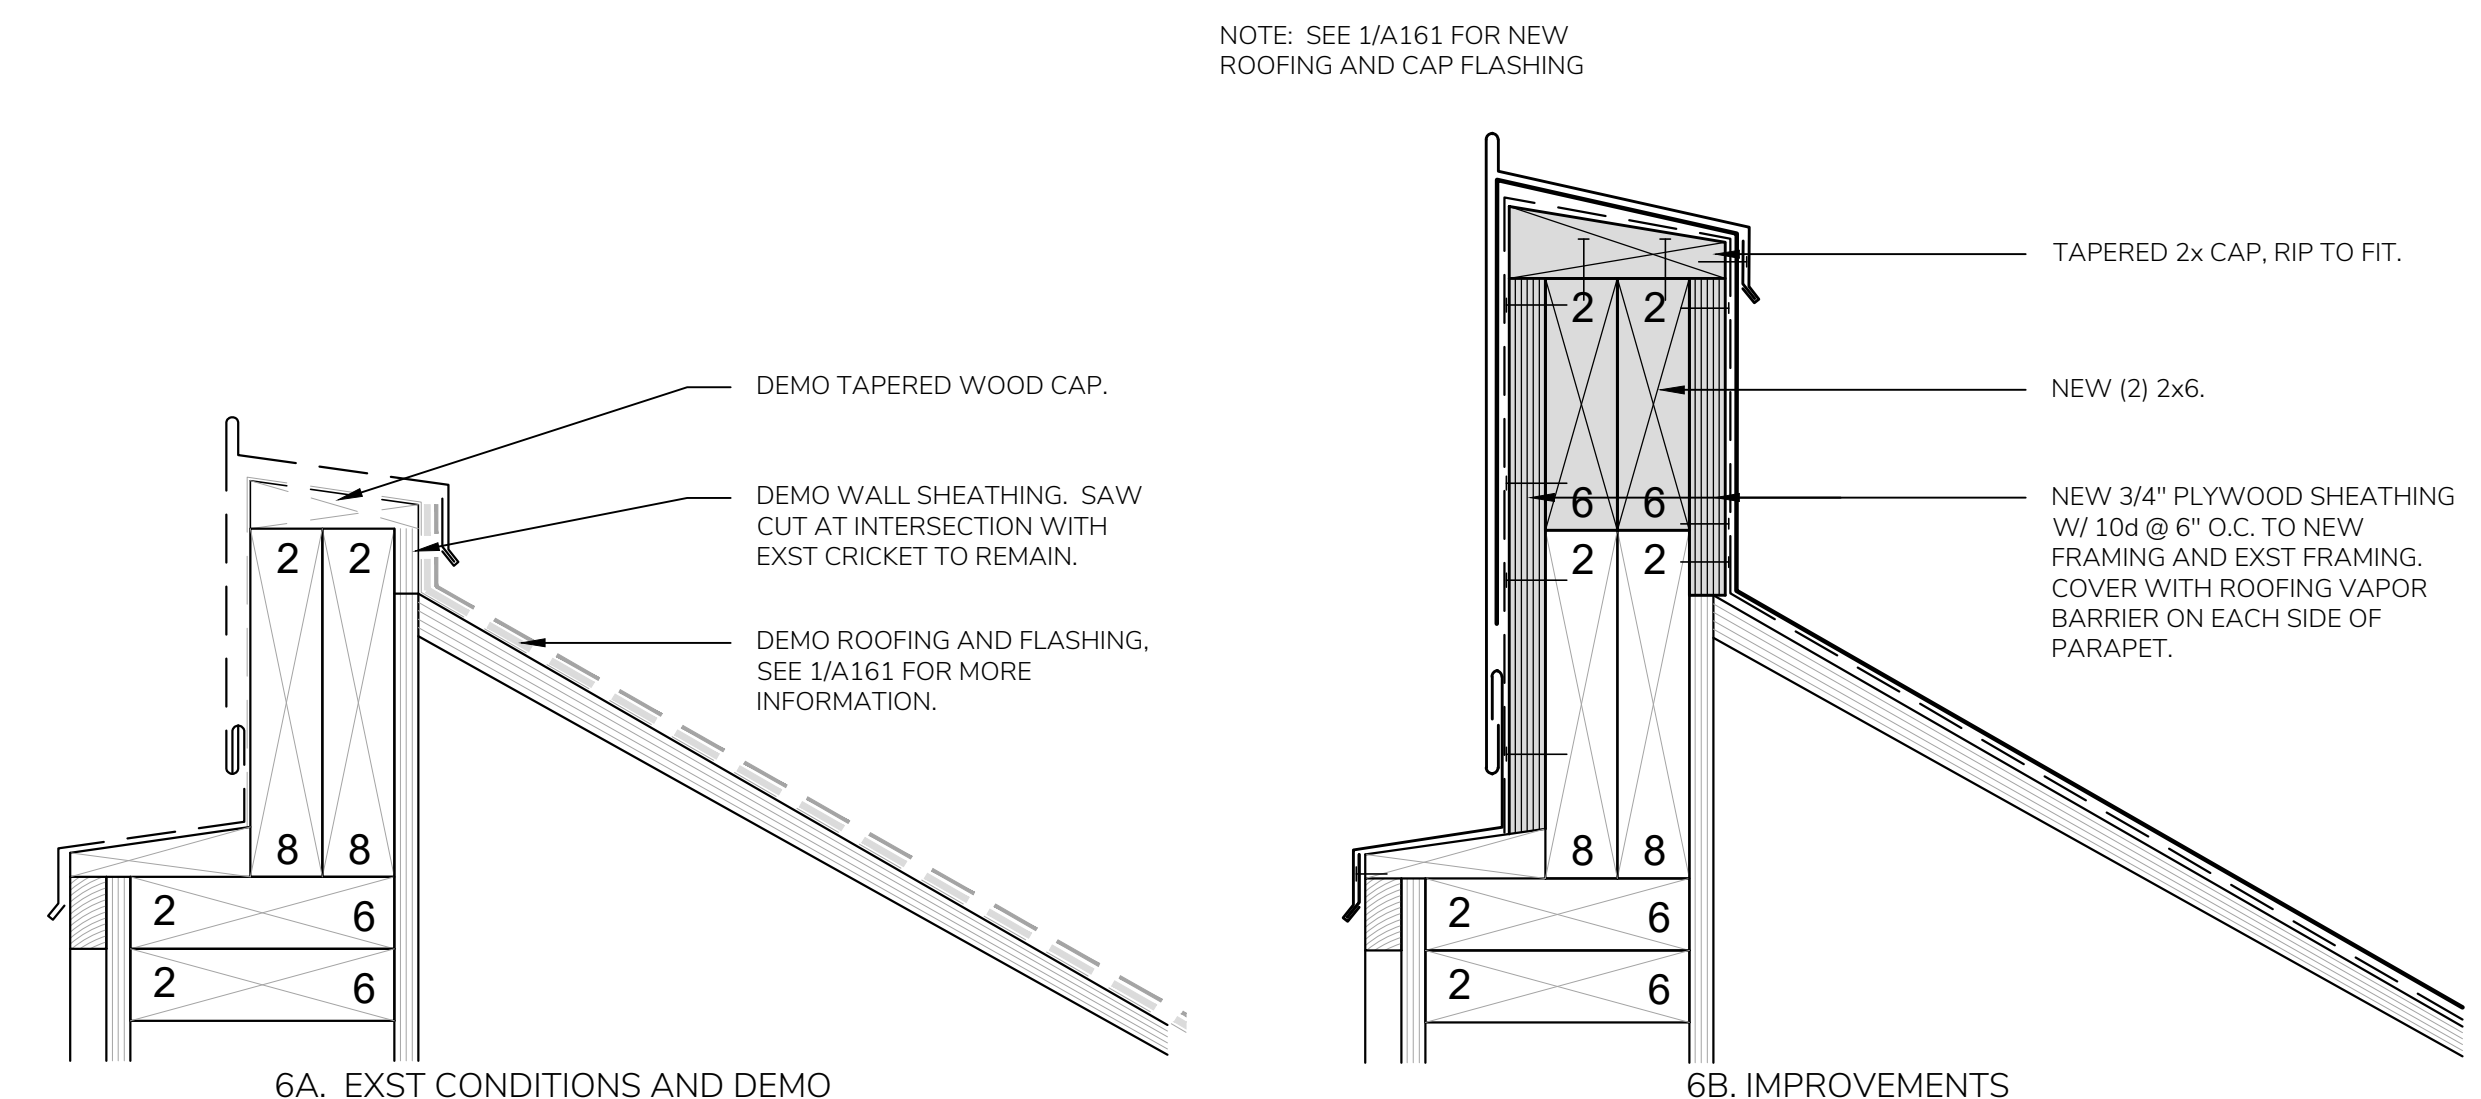 NOTE:  SEE 1/A161 FOR NEW
ROOFING AND CAP FLASHING
DEMO TAPERED WOOD CAP.
DEMO WALL SHEATHING.  SAW
CUT AT INTERSECTION WITH
EXST CRICKET TO REMAIN.
DEMO ROOFING AND FLASHING,
SEE 1/A161 FOR MORE
INFORMATION.
2 2
8 8
2 6
2 6
6A.  EXST CONDITIONS AND DEMO
TAPERED 2x CAP, RIP TO FIT.
NEW (2) 2x6.
NEW 3/4" PLYWOOD SHEATHING
W/ 10d @ 6" O.C. TO NEW
FRAMING AND EXST FRAMING.
COVER WITH ROOFING VAPOR
BARRIER ON EACH SIDE OF
PARAPET.
2 2
6 6
2 2
8 8
2 6
2 6
6B. IMPROVEMENTS